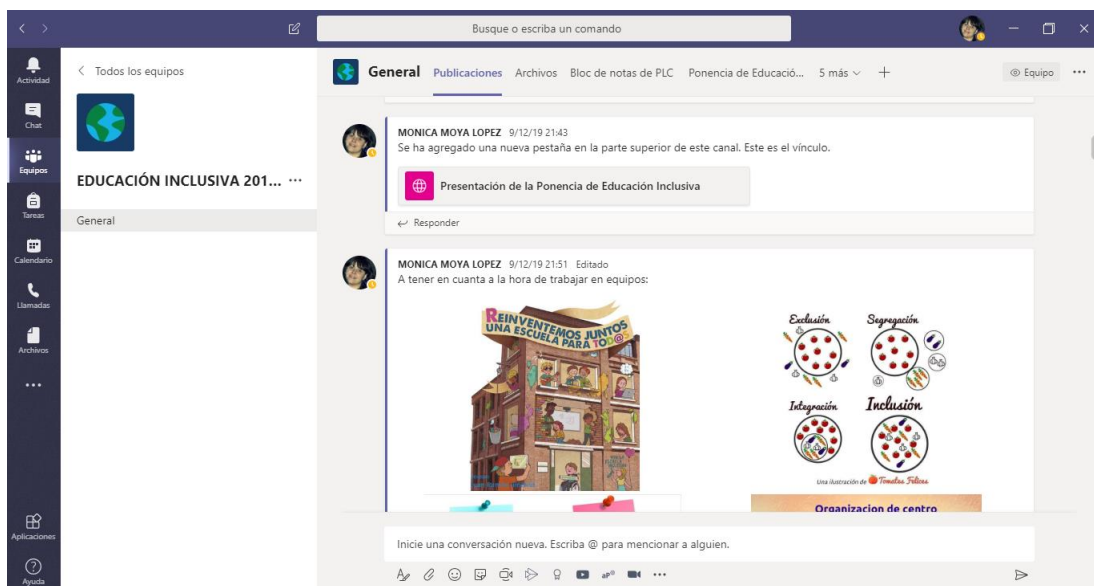 Busque o escriba un comando
Actividad
Chat
Equipos
Tareas
Calendario
Llamadas
Archivos
Aplicaciones
Ayuda
Todos los equipos
EDUCACIÓN INCLUSIVA 201...
General
General Publicaciones Archivos Bloc de notas de PLC Ponencia de Educació... 5 más
Equipo
MONICA MOYA LOPEZ 9/12/19 21:43
Se ha agregado una nueva pestaña en la parte superior de este canal. Este es el vínculo.
Presentación de la Ponencia de Educación Inclusiva
Responder
MONICA MOYA LOPEZ 9/12/19 21:51 Editado
A tener en cuenta a la hora de trabajar en equipos:
REINVENTEMOS JUNTOS
UNA ESCUELA PARA TOD@S
Exclusión Segregación
Integración Inclusión
Una ilustración de Tomates Felices
Organizacion de centro
Inicie una conversación nueva. Escriba @ para mencionar a alguien.